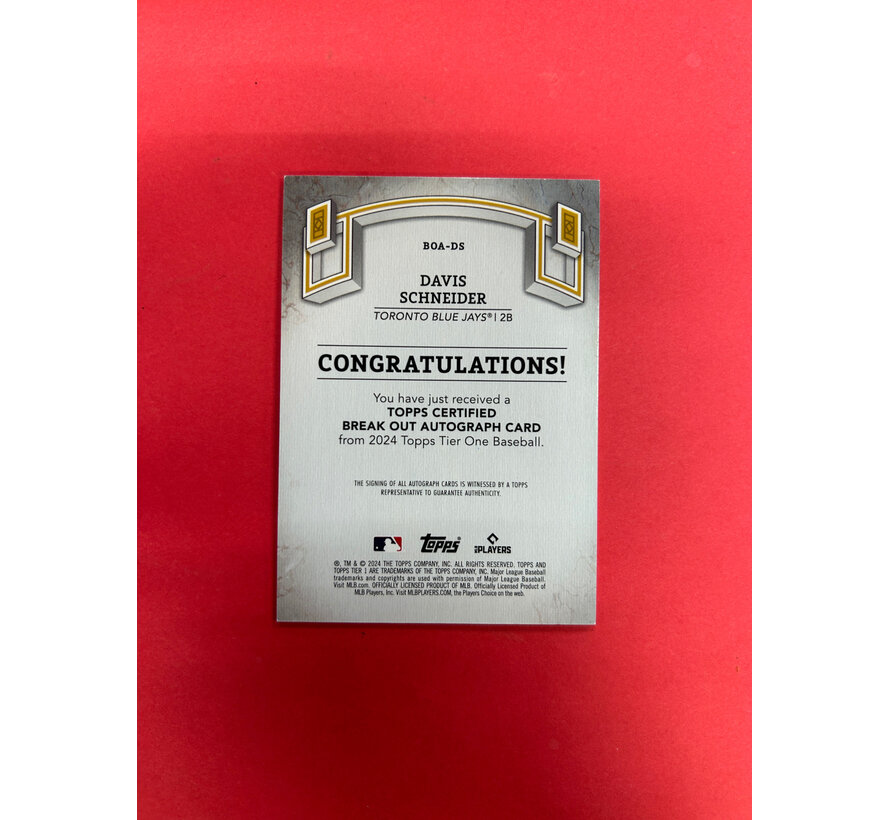 BOA-DS
DAVIS
SCHNEIDER
TORONTO BLUE JAYS® | 2B
CONGRATULATIONS!
You have just received a
TOPPS CERTIFIED
BREAK OUT AUTOGRAPH CARD
from 2024 Topps Tier One Baseball.
THE SIGNING OF ALL AUTOGRAPH CARDS IS WITNESSED BY A TOPPS
REPRESENTATIVE TO GUARANTEE AUTHENTICITY.
topps
PLAYERS
®, TM & © 2024 THE TOPPS COMPANY, INC. ALL RIGHTS RESERVED. TOPPS AND
TOPPS TIER 1 ARE TRADEMARKS OF THE TOPPS COMPANY, INC. Major League Baseball
trademarks and copyrights are used with permission of Major League Baseball.
Visit MLB.com. OFFICIALLY LICENSED PRODUCT OF MLB. Officially Licensed Product of
MLB Players, Inc. Visit MLBPLAYERS.COM, the Players Choice on the web.